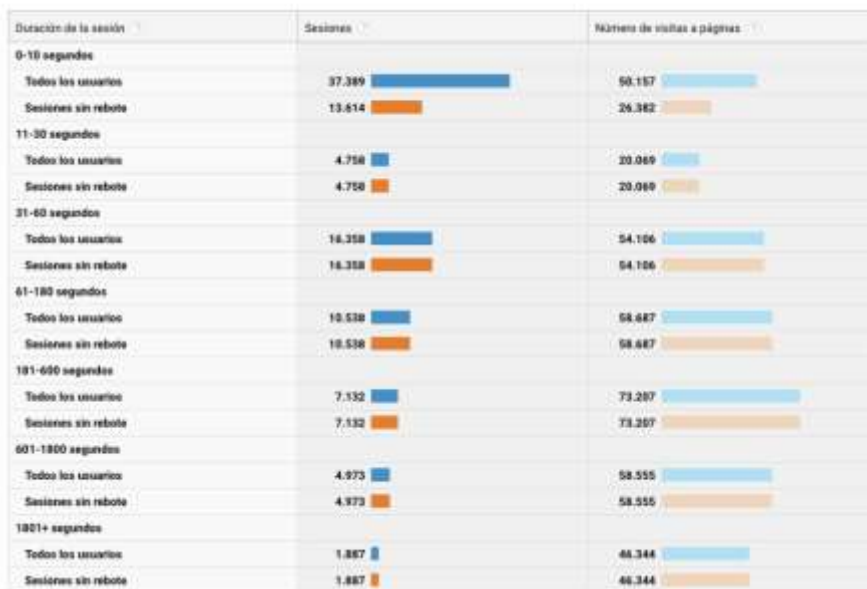 Duración de la sesión Sesiones Número de visitas a páginas
0-10 segundos
Todos los usuarios 37.389 50.157
Sesiones sin rebote 13.614 26.382
11-30 segundos
Todos los usuarios 4.758 20.069
Sesiones sin rebote 4.758 20.069
31-60 segundos
Todos los usuarios 16.358 54.106
Sesiones sin rebote 16.358 54.106
61-180 segundos
Todos los usuarios 10.538 58.687
Sesiones sin rebote 10.538 58.687
181-600 segundos
Todos los usuarios 7.132 73.207
Sesiones sin rebote 7.132 73.207
601-1800 segundos
Todos los usuarios 4.973 58.555
Sesiones sin rebote 4.973 58.555
1801+ segundos
Todos los usuarios 1.887 46.344
Sesiones sin rebote 1.887 46.344